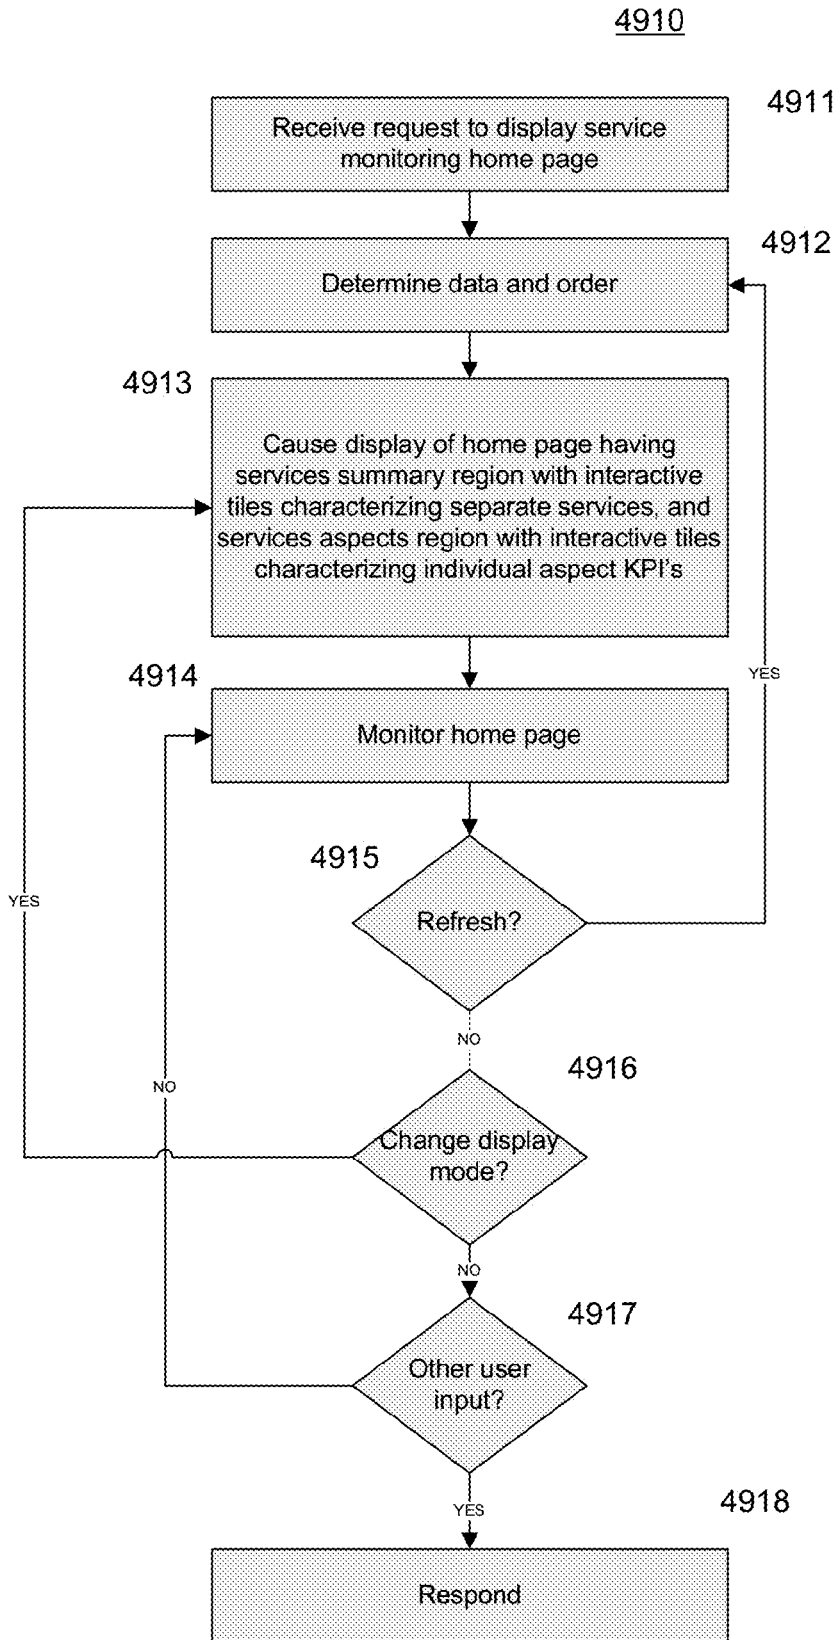 4910
4911
Receive request to display service
monitoring home page
4912
Determine data and order
4913
Cause display of home page having
services summary region with interactive
tiles characterizing separate services, and
services aspects region with interactive tiles
characterizing individual aspect KPI's
4914
YES
Monitor home page
4915
YES
Refresh?
NO
4916
NO
Change display
mode?
NO
4917
Other user
input?
YES
4918
Respond